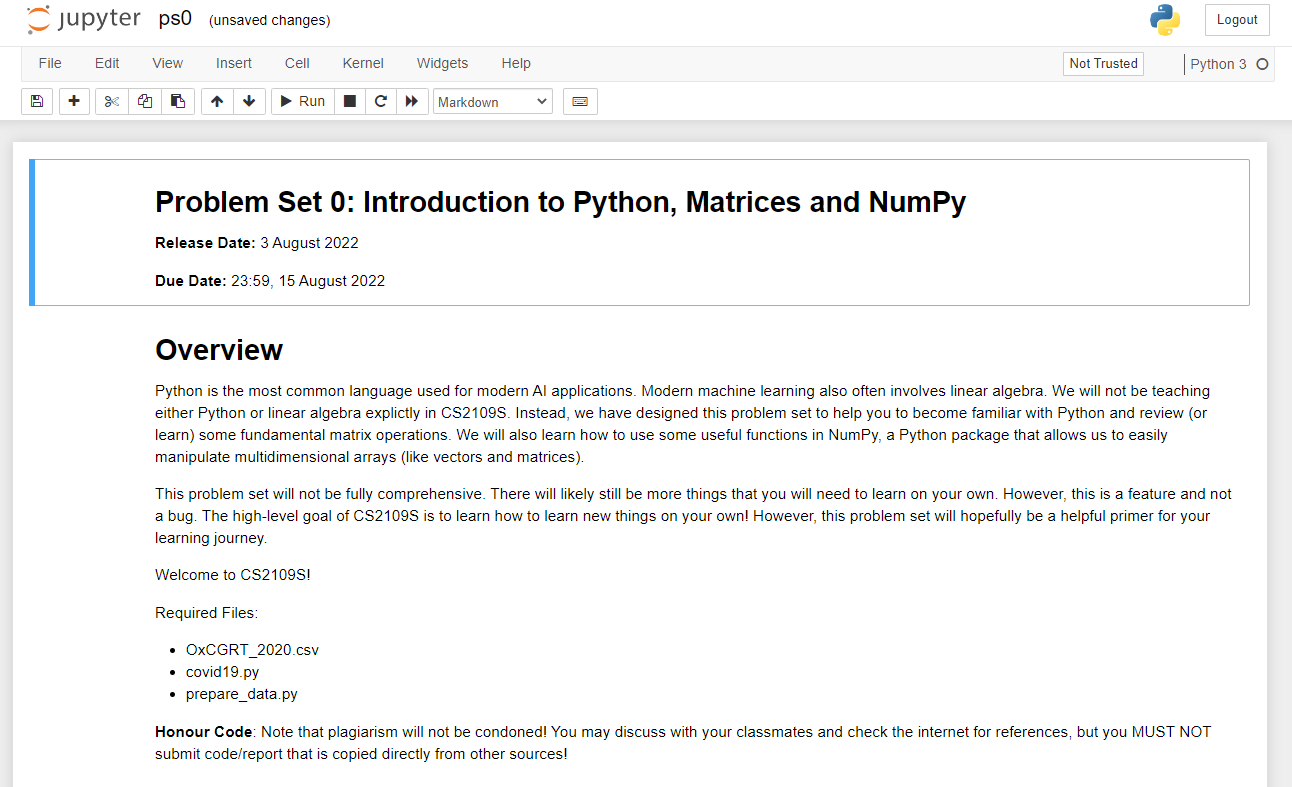 jupyter ps0 (unsaved changes) Logout
File Edit View Insert Cell Kernel Widgets Help Not Trusted Python 3
Run Markdown
Problem Set 0: Introduction to Python, Matrices and NumPy
Release Date: 3 August 2022
Due Date: 23:59, 15 August 2022
Overview
Python is the most common language used for modern AI applications. Modern machine learning also often involves linear algebra. We will not be teaching
either Python or linear algebra explictly in CS2109S. Instead, we have designed this problem set to help you to become familiar with Python and review (or
learn) some fundamental matrix operations. We will also learn how to use some useful functions in NumPy, a Python package that allows us to easily
manipulate multidimensional arrays (like vectors and matrices).
This problem set will not be fully comprehensive. There will likely still be more things that you will need to learn on your own. However, this is a feature and not
a bug. The high-level goal of CS2109S is to learn how to learn new things on your own! However, this problem set will hopefully be a helpful primer for your
learning journey.
Welcome to CS2109S!
Required Files:
• OxCGRT_2020.csv
• covid19.py
• prepare_data.py
Honour Code: Note that plagiarism will not be condoned! You may discuss with your classmates and check the internet for references, but you MUST NOT
submit code/report that is copied directly from other sources!